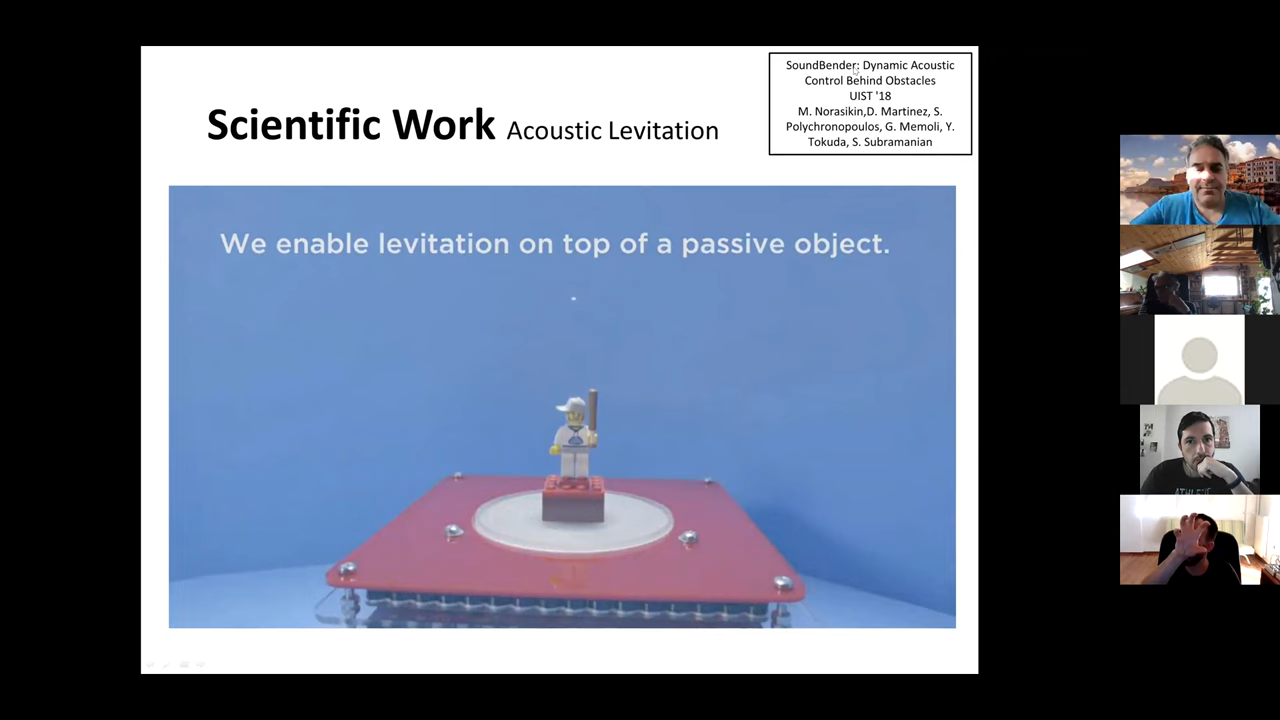 SoundBender: Dynamic Acoustic
Control Behind Obstacles
UIST '18
M. Norasikin,D. Martinez, S.
Polychronopoulos, G. Memoli, Y.
Tokuda, S. Subramanian
Scientific Work Acoustic Levitation
We enable levitation on top of a passive object.